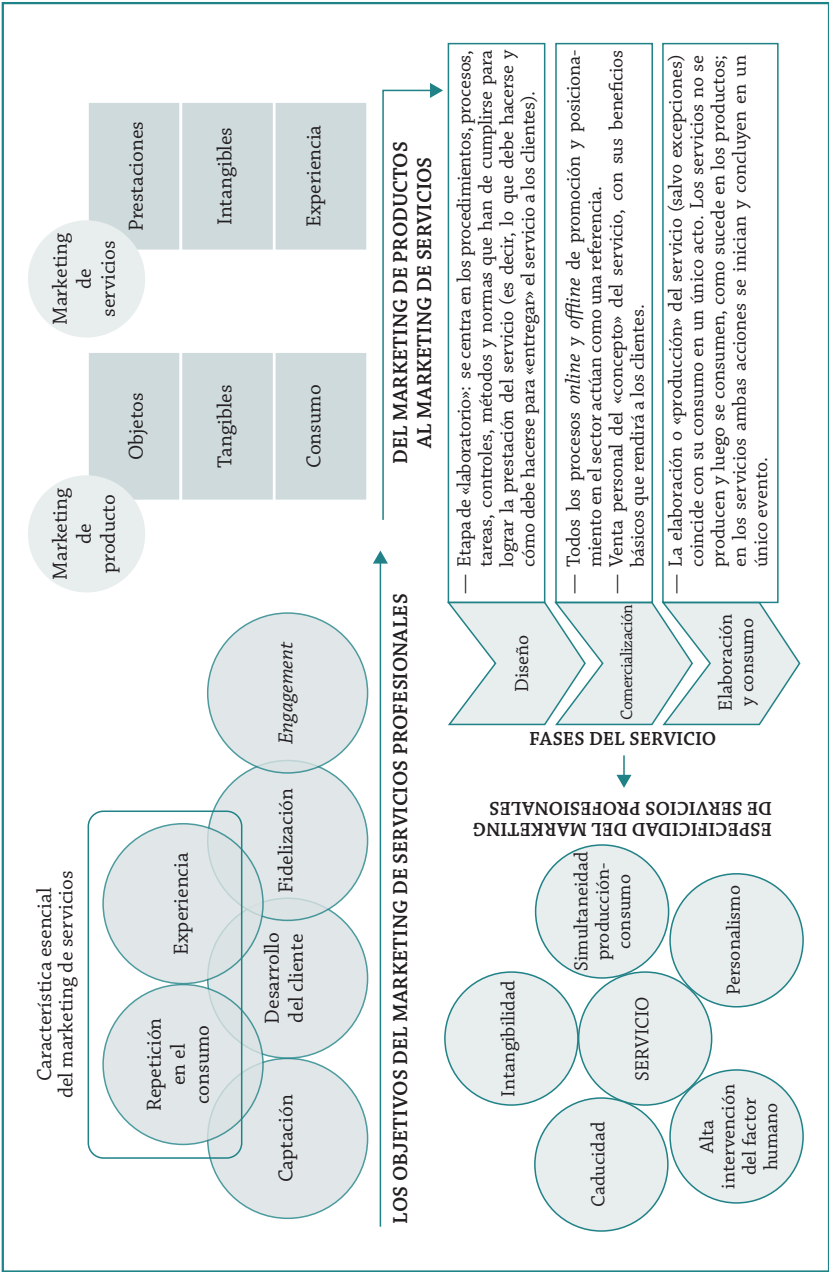 Característica esencial
del marketing de servicios
Repetición
en el
consumo
Experiencia
Captación
Desarrollo
del cliente
Fidelización
Engagement
LOS OBJETIVOS DEL MARKETING DE SERVICIOS PROFESIONALES
Marketing
de
producto
Objetos
Tangibles
Consumo
Marketing
de
servicios
Prestaciones
Intangibles
Experiencia
DEL MARKETING DE PRODUCTOS
AL MARKETING DE SERVICIOS
Diseño
— Etapa de «laboratorio»: se centra en los procedimientos, procesos,
tareas, controles, métodos y normas que han de cumplirse para
lograr la prestación del servicio (es decir, lo que debe hacerse y
cómo debe hacerse para «entregar» el servicio a los clientes).
Comercialización
— Todos los procesos online y offline de promoción y posiciona-
miento en el sector actúan como una referencia.
— Venta personal del «concepto» del servicio, con sus beneficios
básicos que rendirá a los clientes.
Elaboración
y consumo
— La elaboración o «producción» del servicio (salvo excepciones)
coincide con su consumo en un único acto. Los servicios no se
producen y luego se consumen, como sucede en los productos;
en los servicios ambas acciones se inician y concluyen en un
único evento.
FASES DEL SERVICIO
ESPECIFICIDAD DEL MARKETING
DE SERVICIOS PROFESIONALES
Intangibilidad
Simultaneidad
producción-
consumo
Caducidad
SERVICIO
Alta
intervención
del factor
humano
Personalismo